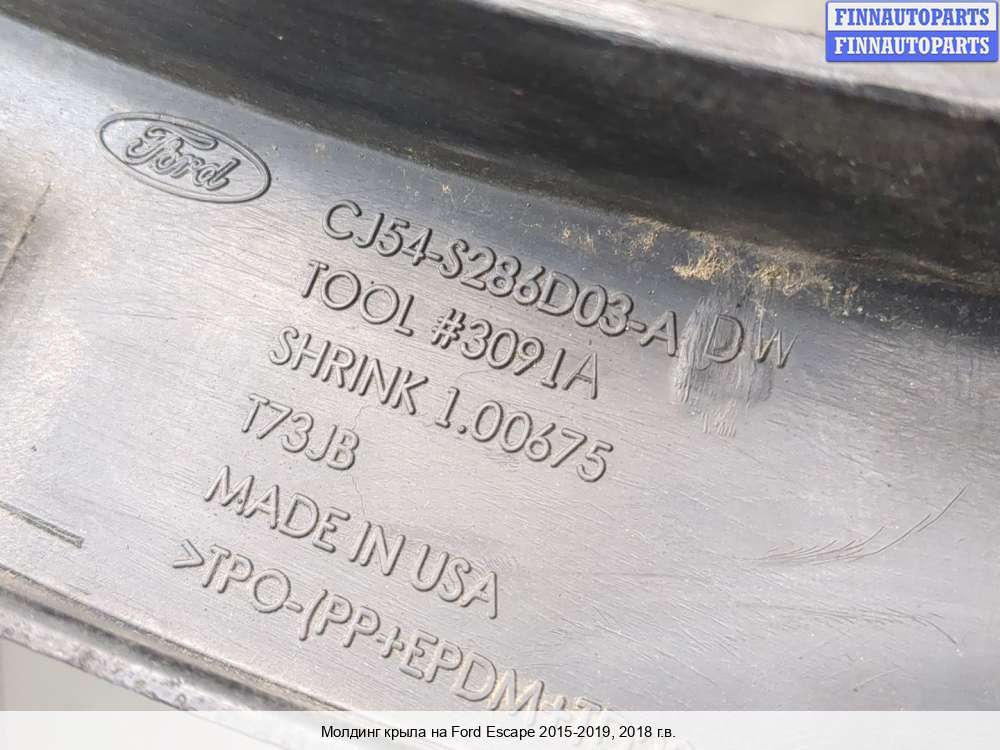 FINNAUTOPARTS
FINNAUTOPARTS
Ford
CJ54-S286D03-A DW
TOOL #3091A
SHRINK 1.00675
T73JB
MADE IN USA
>TPO-(PP+EPDM+
Молдинг крыла на Ford Escape 2015-2019, 2018 г.в.